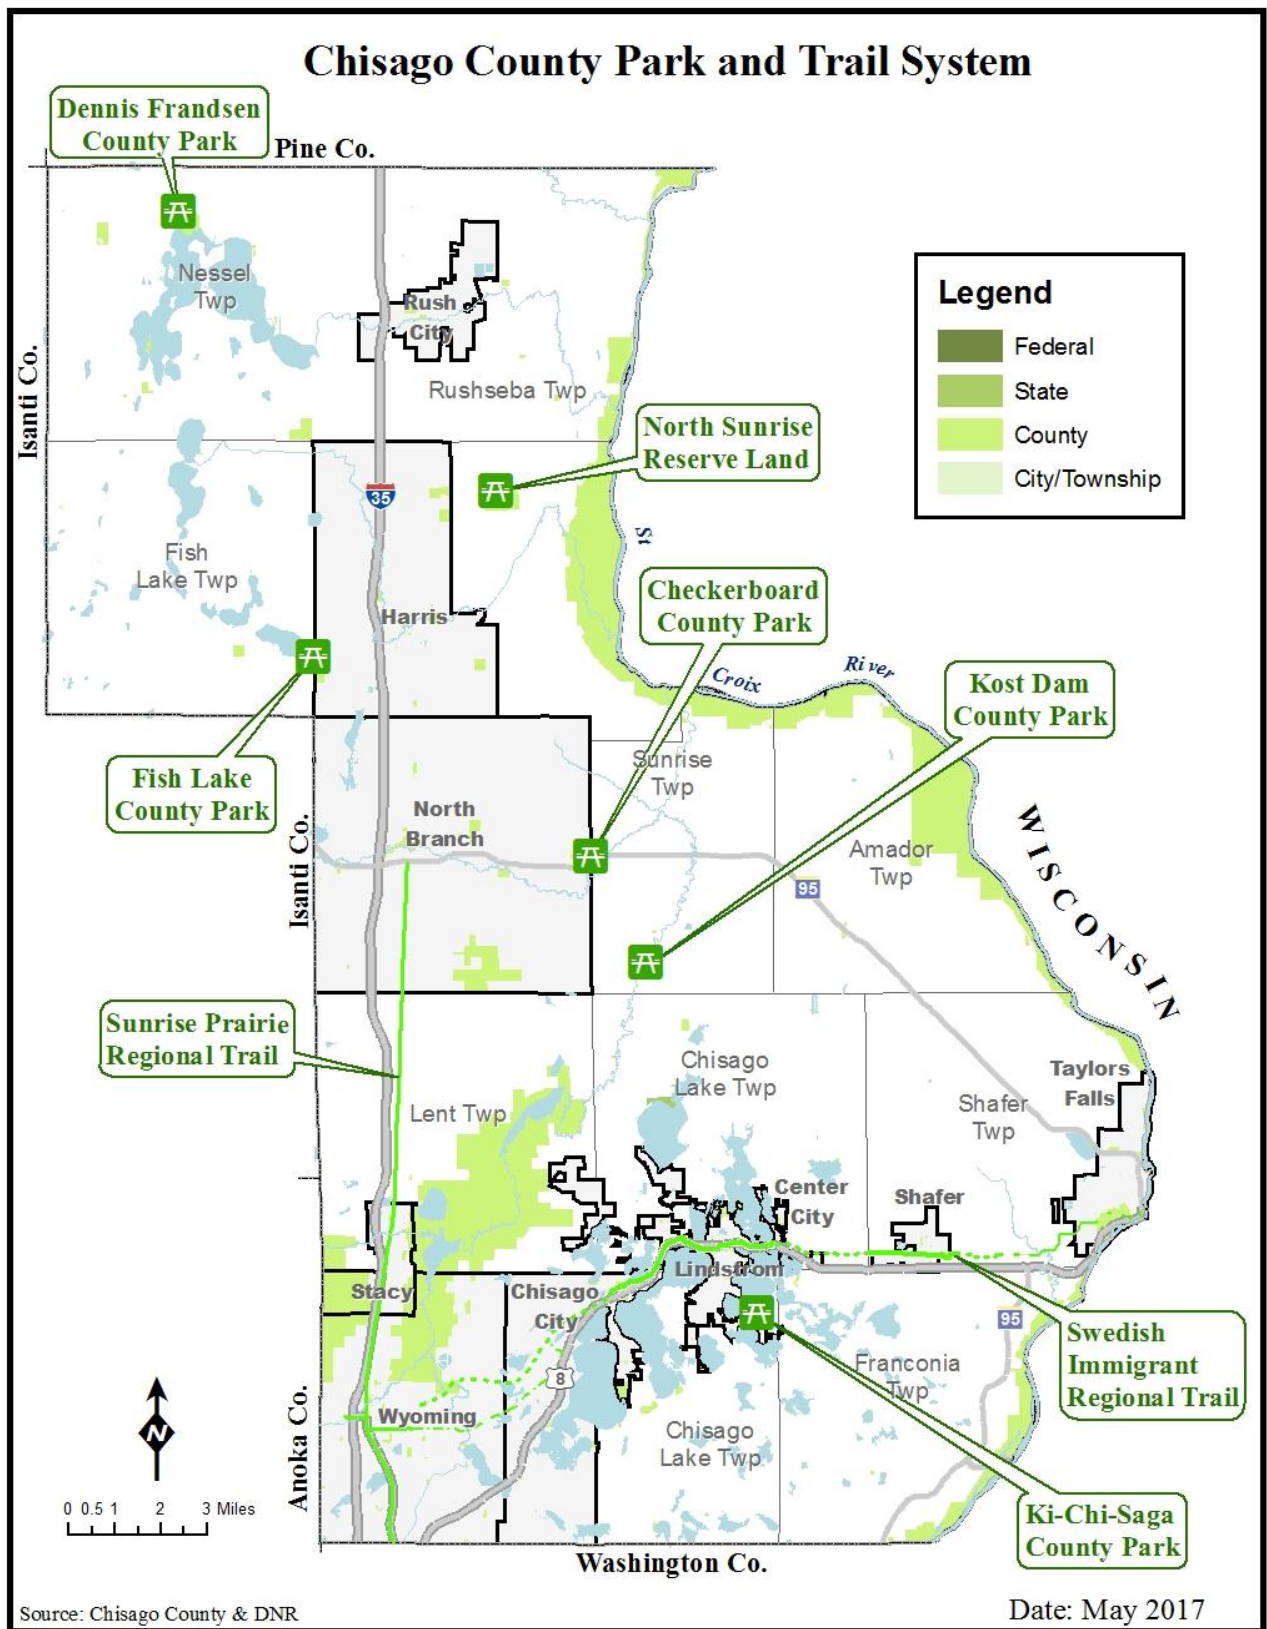 Chisago County Park and Trail System
Dennis Frandsen
County Park
Pine Co.
Nessel
Twp
Rush
City
Rushseba Twp
Isanti Co.
Legend
Federal
State
County
City/Township
North Sunrise
Reserve Land
35
St
Fish
Lake Twp
Harris
Checkerboard
County Park
Croix
River
Kost Dam
County Park
Fish Lake
County Park
Sunrise
Twp
North
Branch
Isanti Co.
Amador
Twp
95
WISCONSIN
Sunrise Prairie
Regional Trail
Chisago
Lake Twp
Taylors
Falls
Lent Twp
Shafer
Twp
Center
City
Shafer
Lindstrom
Stacy
Chisago
City
95
Swedish
Immigrant
Regional Trail
Franconia
Twp
8
Wyoming
Chisago
Lake Twp
Anoka Co.
N
0 0.5 1 2 3 Miles
Ki-Chi-Saga
County Park
Washington Co.
Source: Chisago County & DNR
Date: May 2017